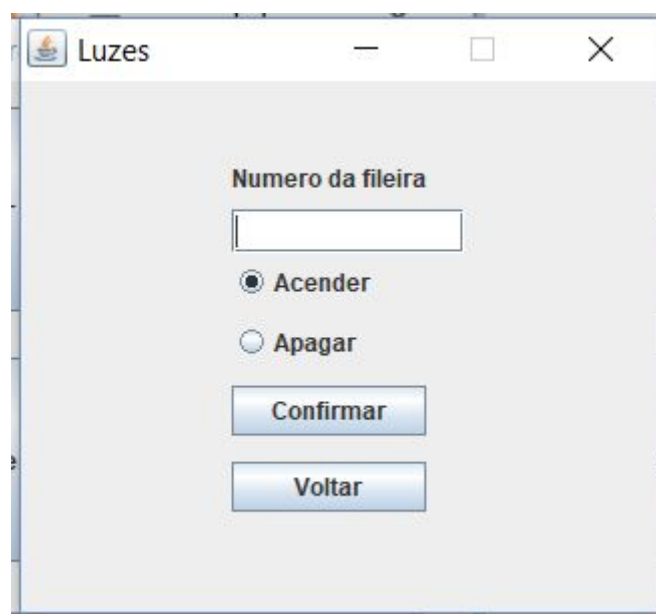 Luzes
Numero da fileira
Acender
Apagar
Confirmar
Voltar